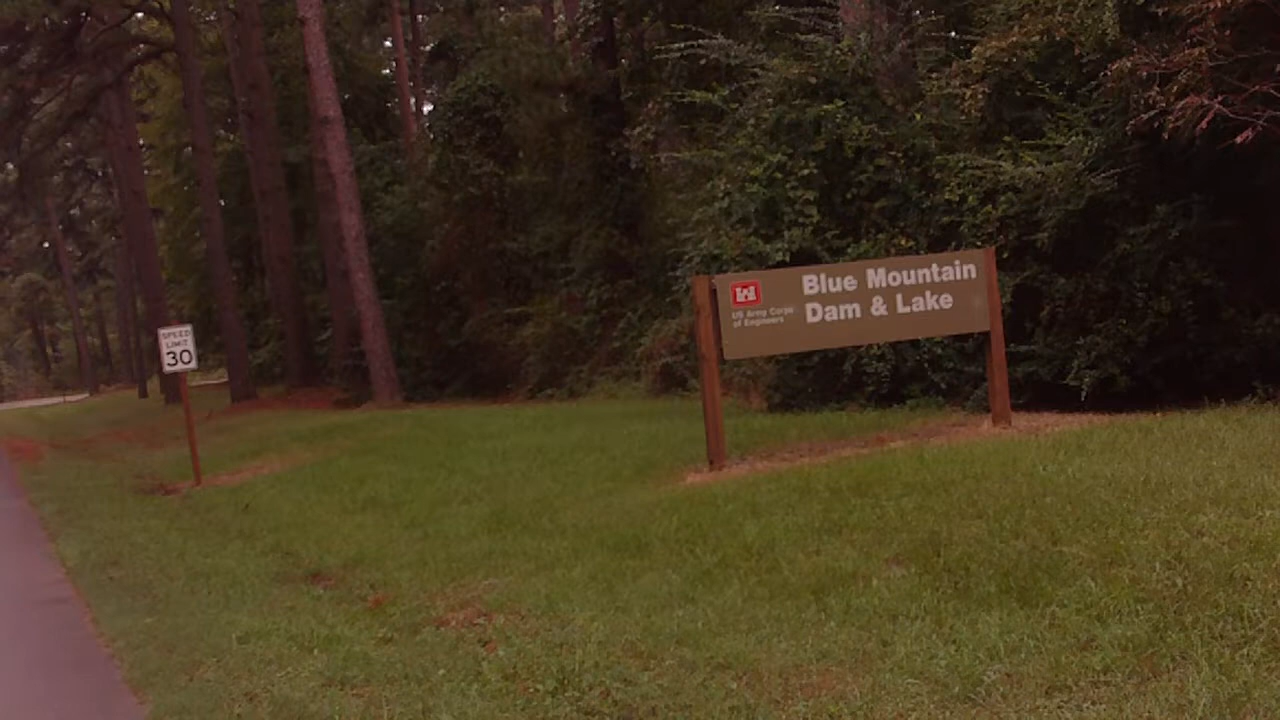 SPEED
LIMIT
30
US Army Corps
of Engineers
Blue Mountain
Dam & Lake